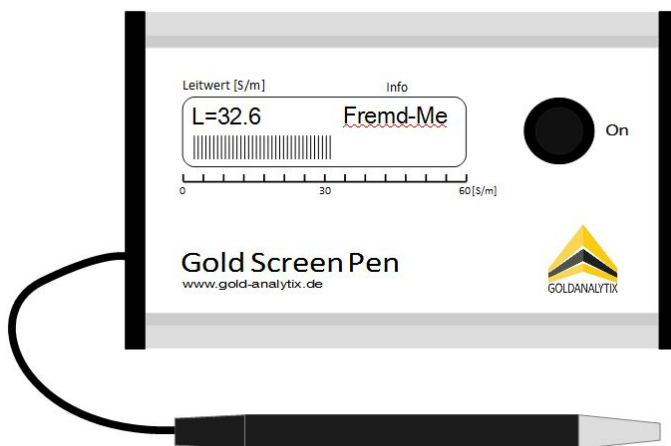 Leitwert [S/m] Info
L=32.6 Fremd-Me
0 30 60[S/m]
On
Gold Screen Pen
www.gold-analytix.de
GOLDANALYTIX